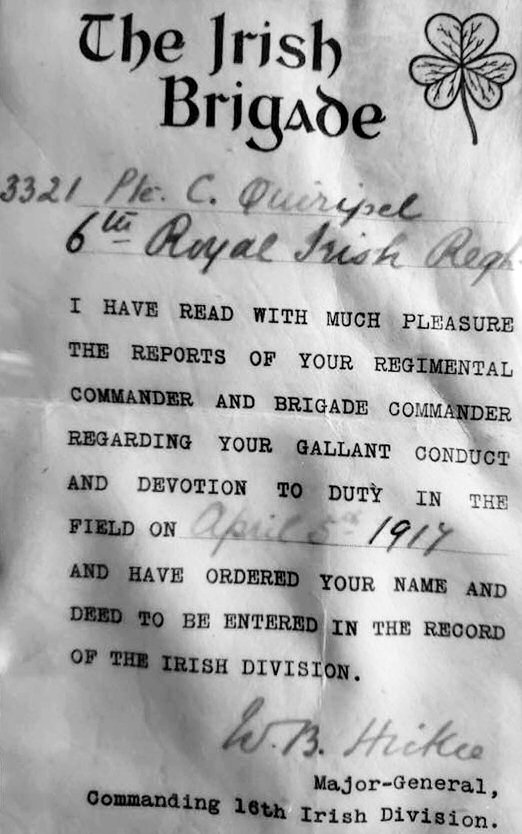 The Irish
Brigade
3321 Pte. C. Quiripel
6th Royal Irish Regt
I HAVE READ WITH MUCH PLEASURE
THE REPORTS OF YOUR REGIMENTAL
COMMANDER AND BRIGADE COMMANDER
REGARDING YOUR GALLANT CONDUCT
AND DEVOTION TO DUTY IN THE
FIELD ON April 5th 1917
AND HAVE ORDERED YOUR NAME AND
DEED TO BE ENTERED IN THE RECORD
OF THE IRISH DIVISION.
W.B. Hickie
Major-General,
Commanding 16th Irish Division.